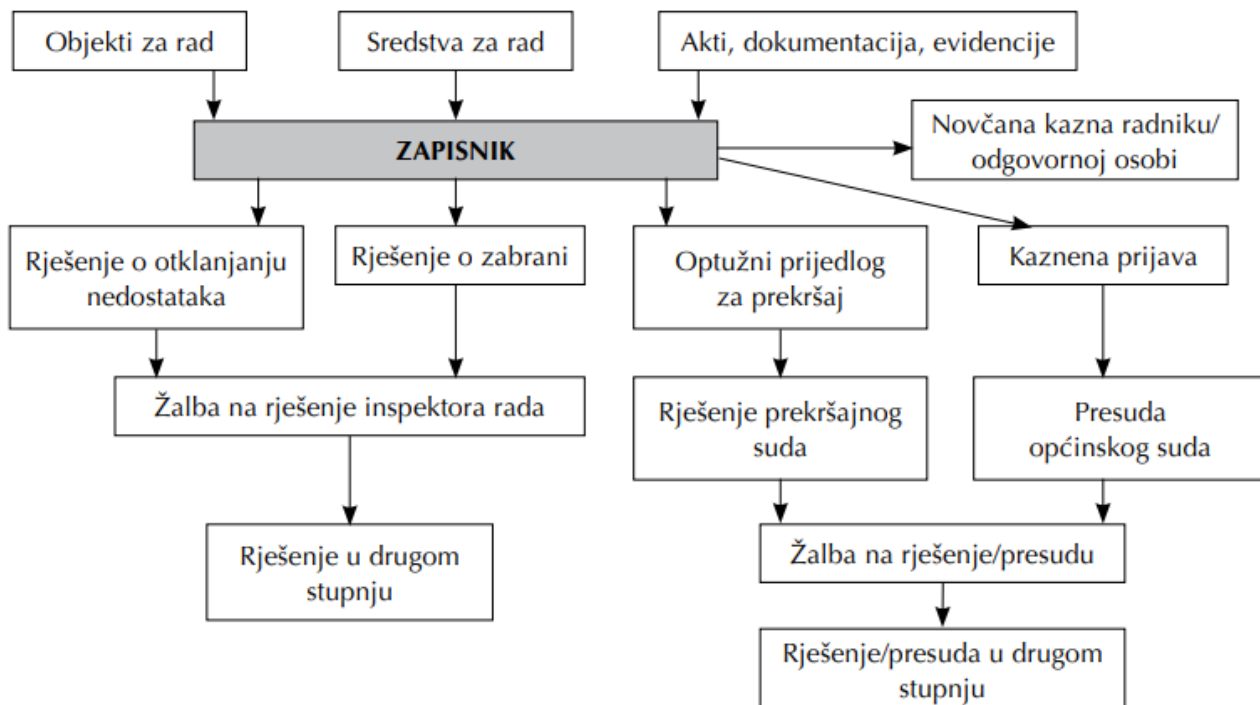 Objekti za rad
Sredstva za rad
Akti, dokumentacija, evidencije
ZAPISNIK
Novčana kazna radniku/
odgovornoj osobi
Rješenje o otklanjanju
nedostataka
Rješenje o zabrani
Optužni prijedlog
za prekršaj
Kaznena prijava
Žalba na rješenje inspektora rada
Rješenje prekršajnog
suda
Presuda
općinskog suda
Rješenje u drugom
stupnju
Žalba na rješenje/presudu
Rješenje/presuda u drugom
stupnju